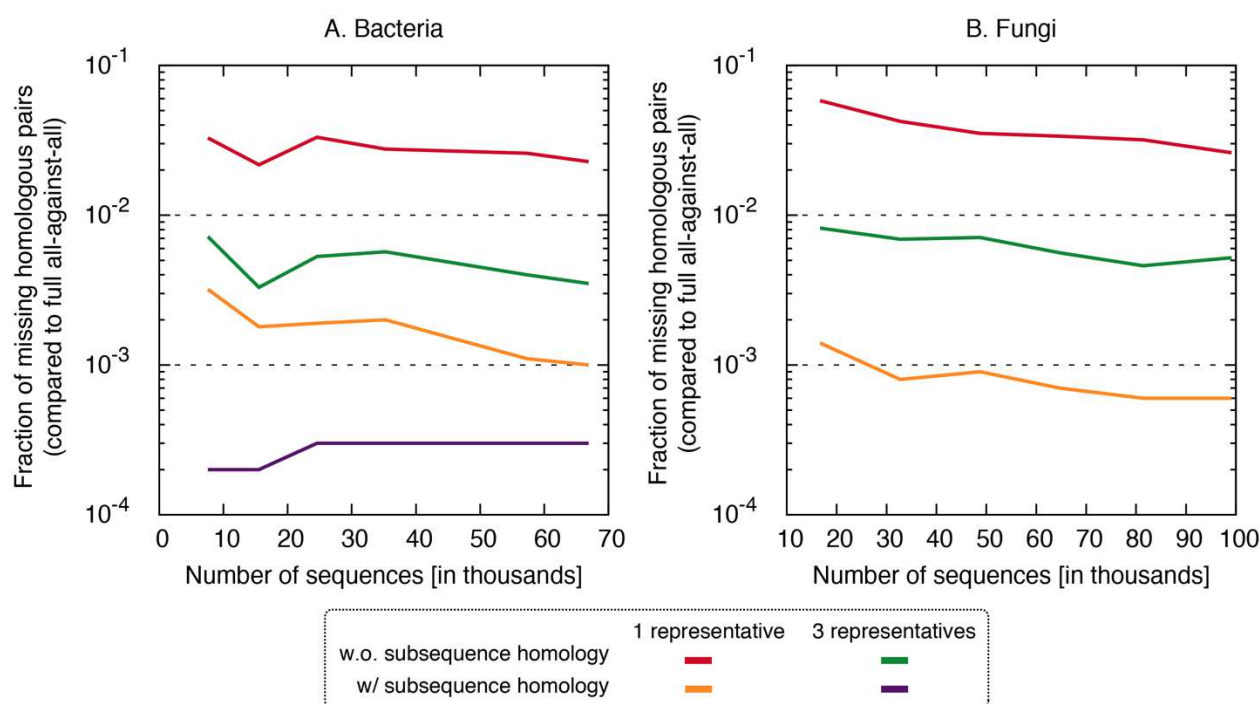 A. Bacteria
B. Fungi
Fraction of missing homologous pairs
(compared to full all-against-all)
10-1
10-2
10-3
10-4
0 10 20 30 40 50 60 70
Number of sequences [in thousands]
Fraction of missing homologous pairs
(compared to full all-against-all)
10-1
10-2
10-3
10-4
10 20 30 40 50 60 70 80 90 100
Number of sequences [in thousands]
1 representative 3 representatives
w.o. subsequence homology
w/ subsequence homology